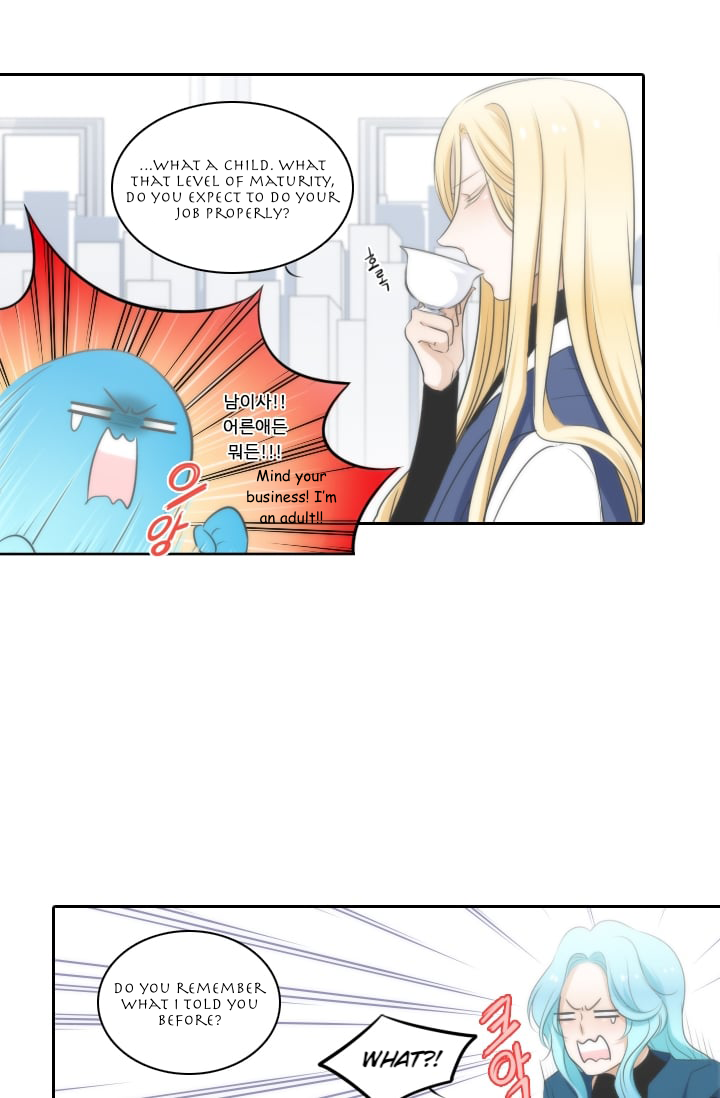 ...WHAT A CHILD. WHAT
THAT LEVEL OF MATURITY,
DO YOU EXPECT TO DO YOUR
JOB PROPERLY?
호록
남이사!!
어른애든
뭐든!!!
Mind your
business! I'm
an adult!!
으
앙
DO YOU REMEMBER
WHAT I TOLD YOU
BEFORE?
WHAT?!
크
악